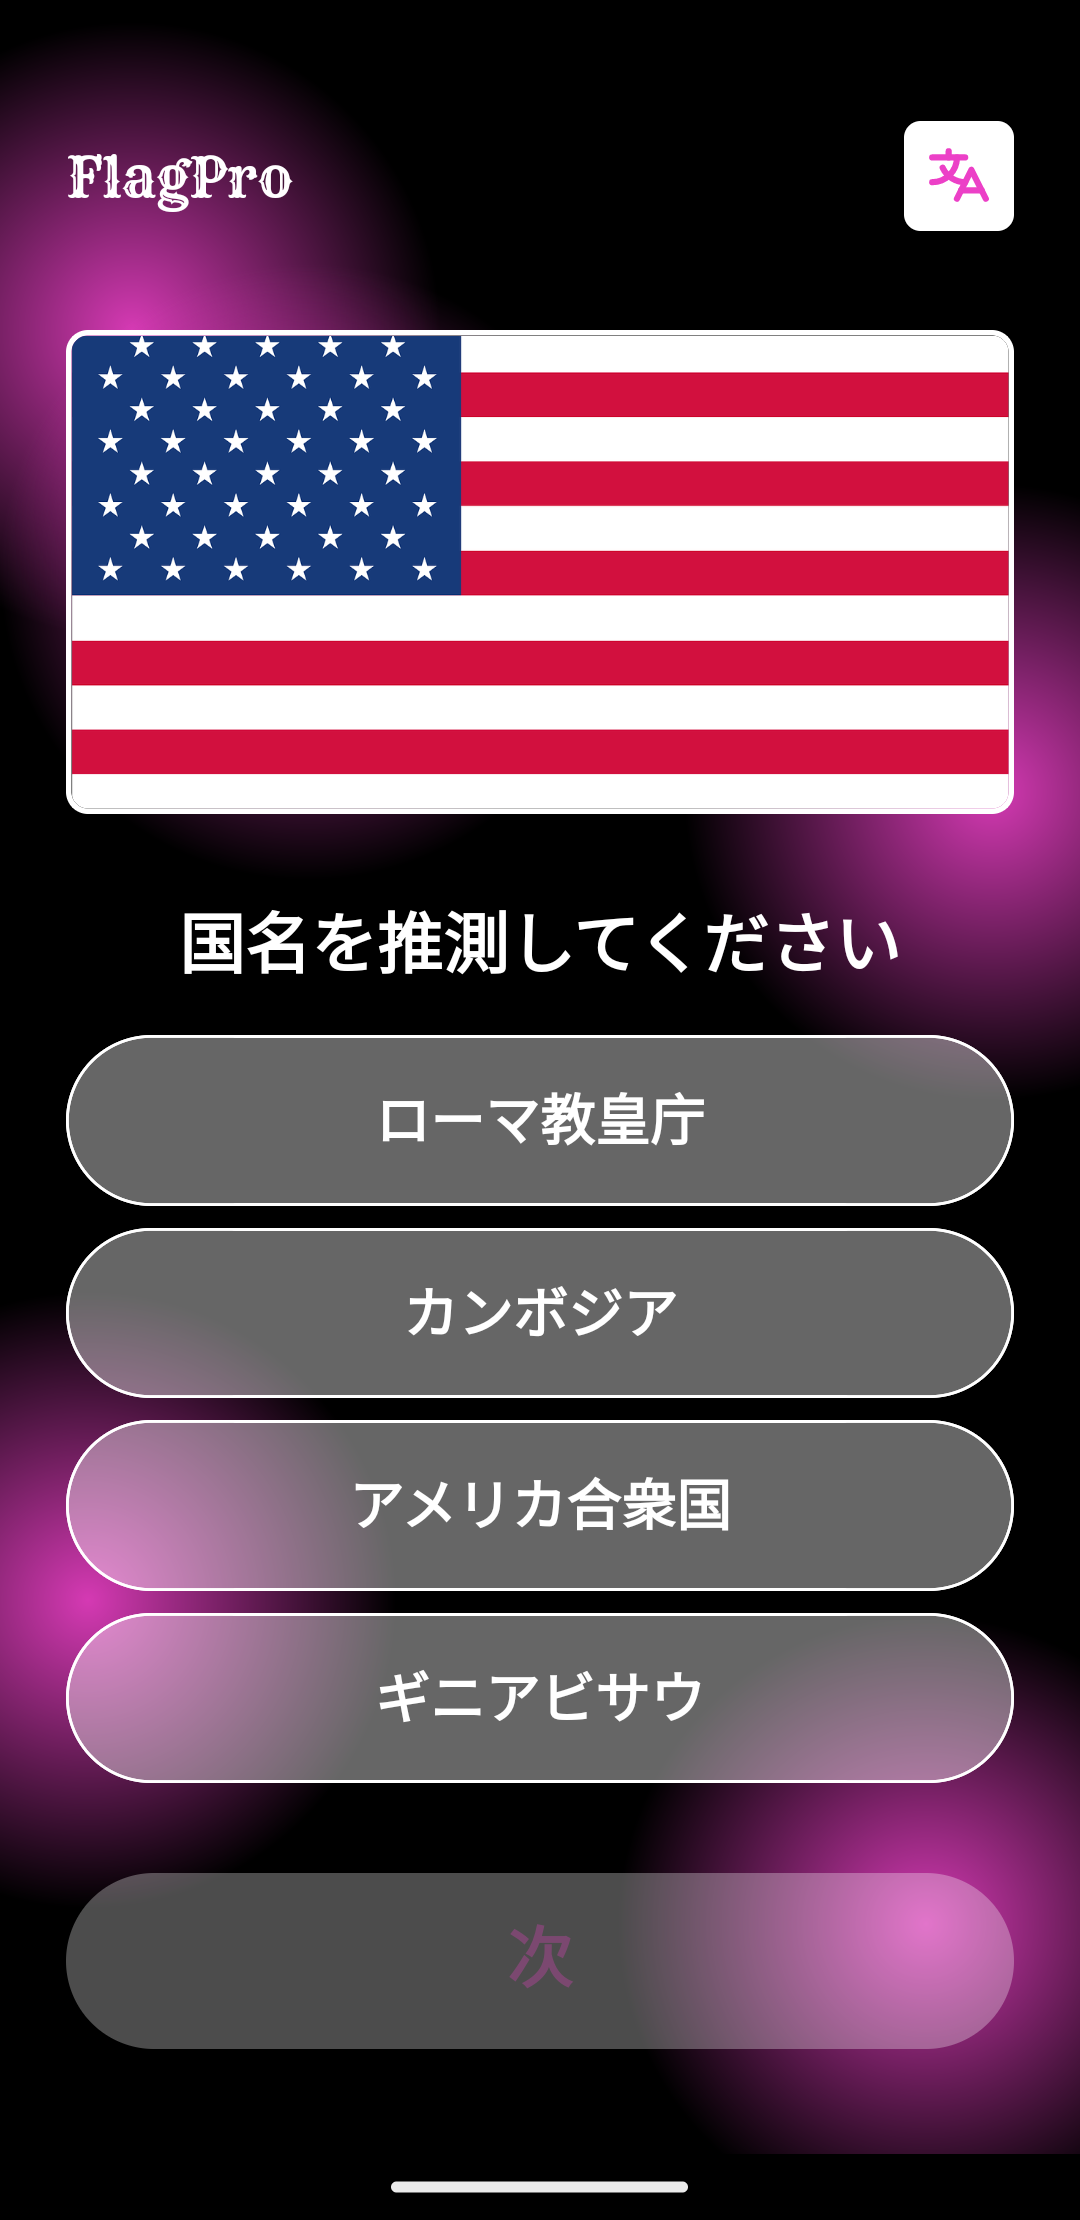 FlagPro
国名を推測してください
ローマ教皇庁
カンボジア
アメリカ合衆国
ギニアビサウ
次